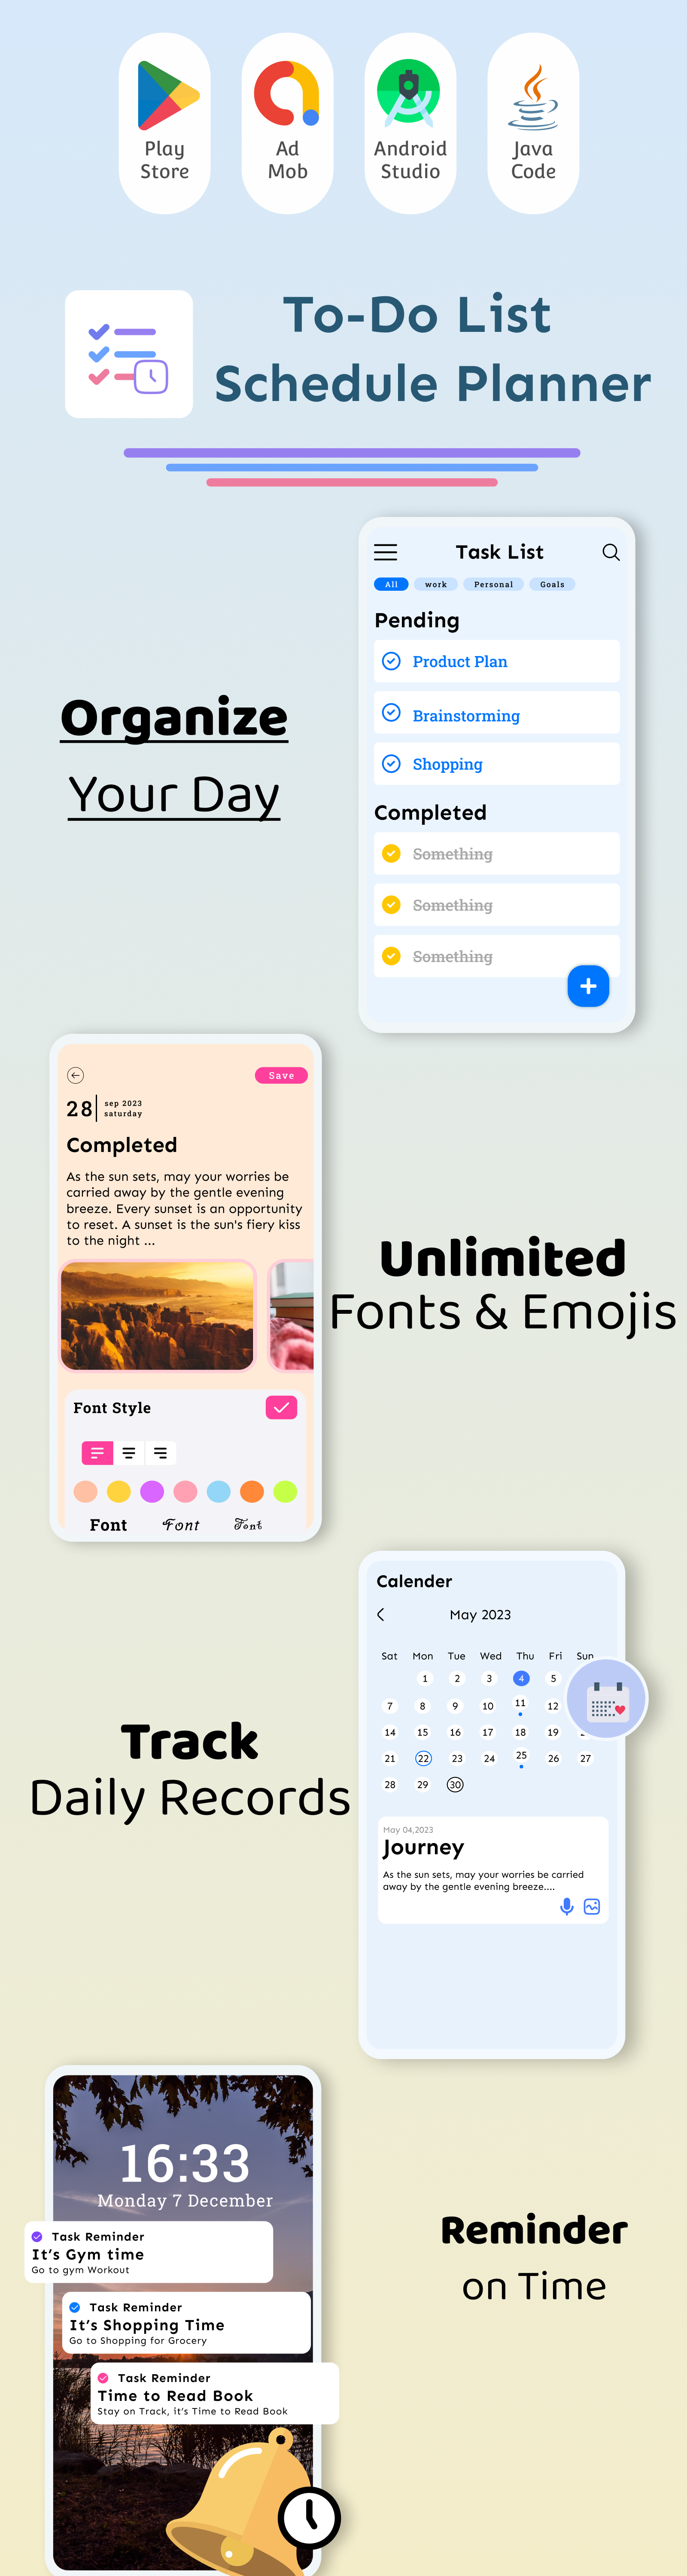 Play
Store
Ad
Mob
Android
Studio
Java
Code
To-Do List
Schedule Planner
Task List
All work Personal Goals
Pending
Product Plan
Brainstorming
Shopping
Completed
Something
Something
Something
Organize
Your Day
Save
28 sep 2023
saturday
Completed
As the sun sets, may your worries be
carried away by the gentle evening
breeze. Every sunset is an opportunity
to reset. A sunset is the sun's fiery kiss
to the night ...
Font Style
Font Font Font
Unlimited
Fonts & Emojis
Calender
May 2023
Sat Mon Tue Wed Thu Fri Sun
1 2 3 4 5
7 8 9 10 11 12
14 15 16 17 18 19
21 22 23 24 25 26 27
28 29 30
May 04,2023
Journey
As the sun sets, may your worries be carried
away by the gentle evening breeze....
Track
Daily Records
16:33
Monday 7 December
Task Reminder
It's Gym time
Go to gym Workout
Task Reminder
It's Shopping Time
Go to Shopping for Grocery
Task Reminder
Time to Read Book
Stay on Track, it's Time to Read Book
Reminder
on Time